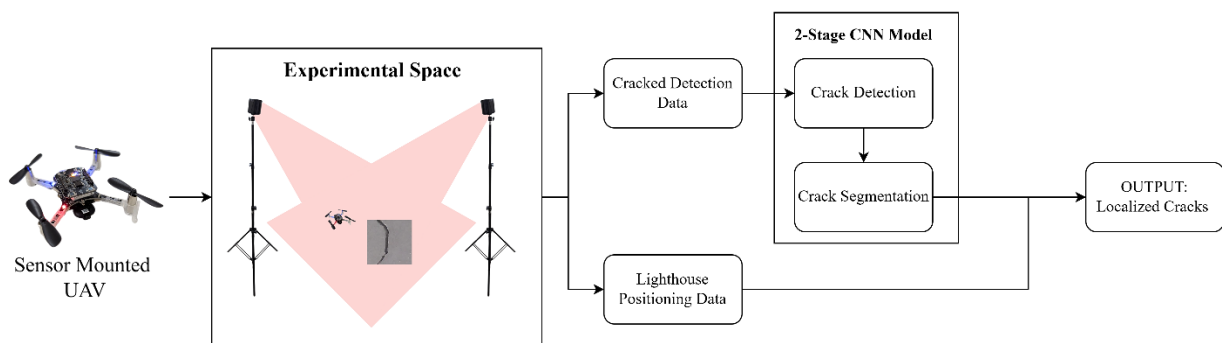 Sensor Mounted
UAV
Experimental Space
Cracked Detection
Data
Lighthouse
Positioning Data
2-Stage CNN Model
Crack Detection
Crack Segmentation
OUTPUT:
Localized Cracks